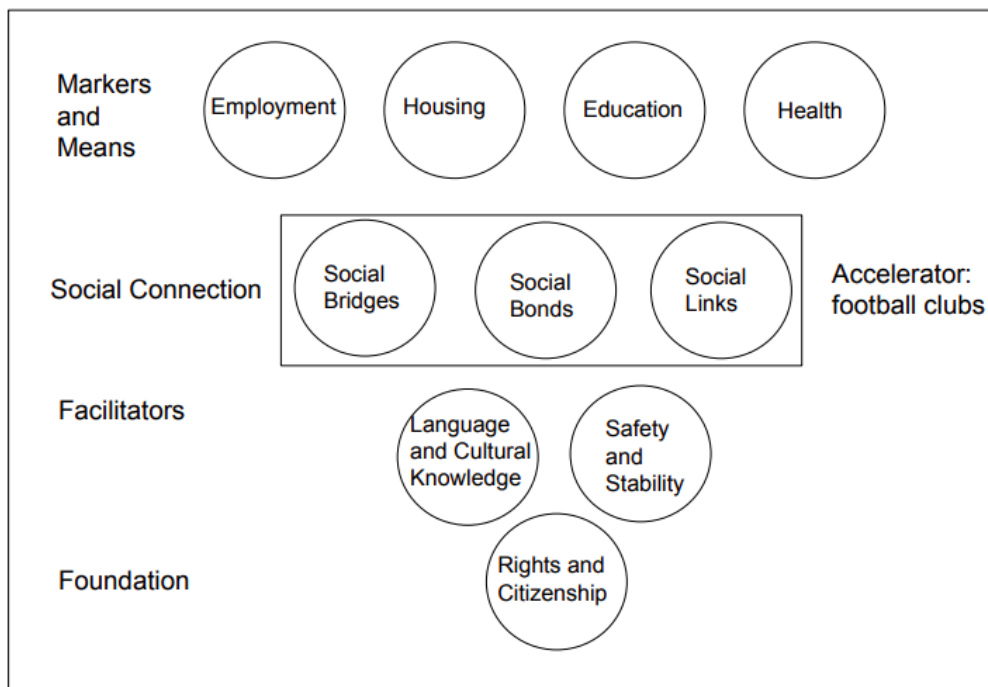 Markers
and
Means
Employment
Housing
Education
Health
Social Connection
Social
Bridges
Social
Bonds
Social
Links
Accelerator:
football clubs
Facilitators
Language
and Cultural
Knowledge
Safety
and
Stability
Foundation
Rights and
Citizenship